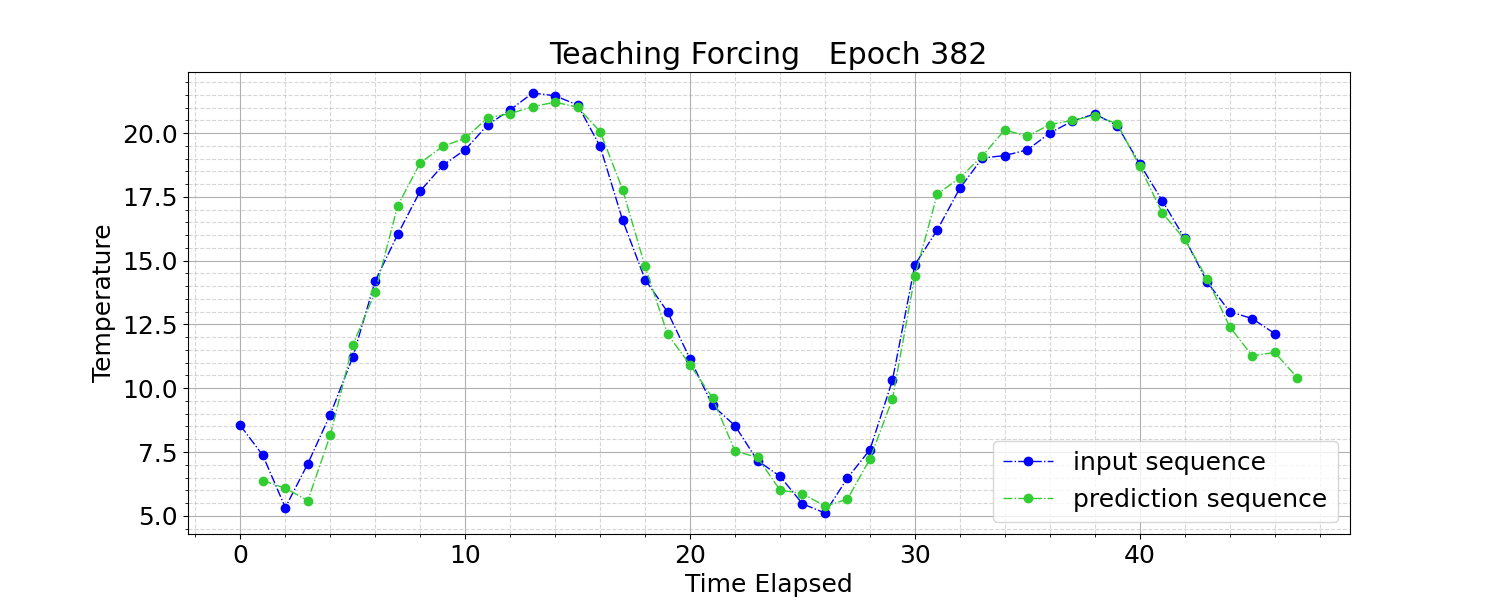 Teaching Forcing   Epoch 382
Temperature
20.0
17.5
15.0
12.5
10.0
7.5
5.0
0 10 20 30 40
Time Elapsed
input sequence
prediction sequence